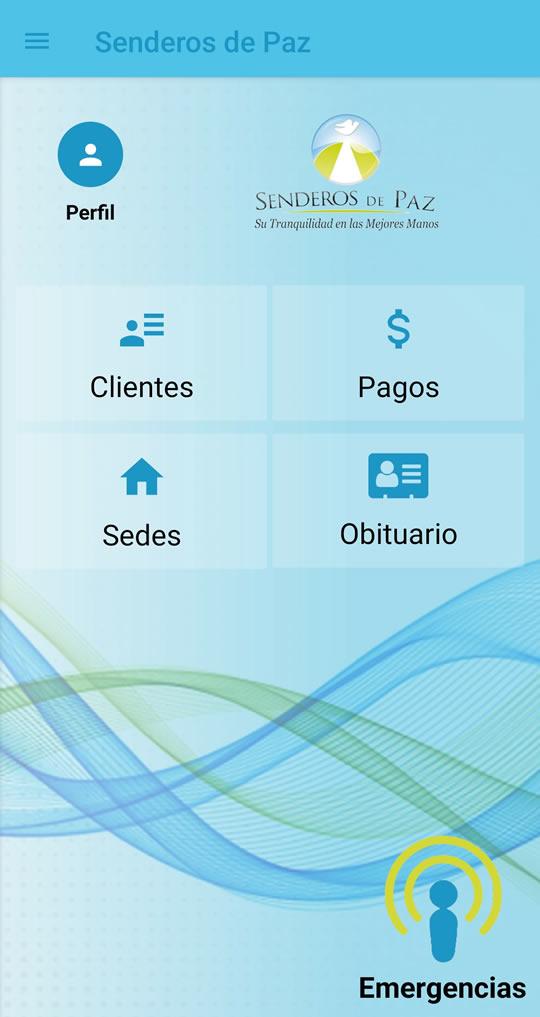 Senderos de Paz
Perfil
SENDEROS DE PAZ
Su Tranquilidad en las Mejores Manos
Clientes
Pagos
Sedes
Obituario
Emergencias